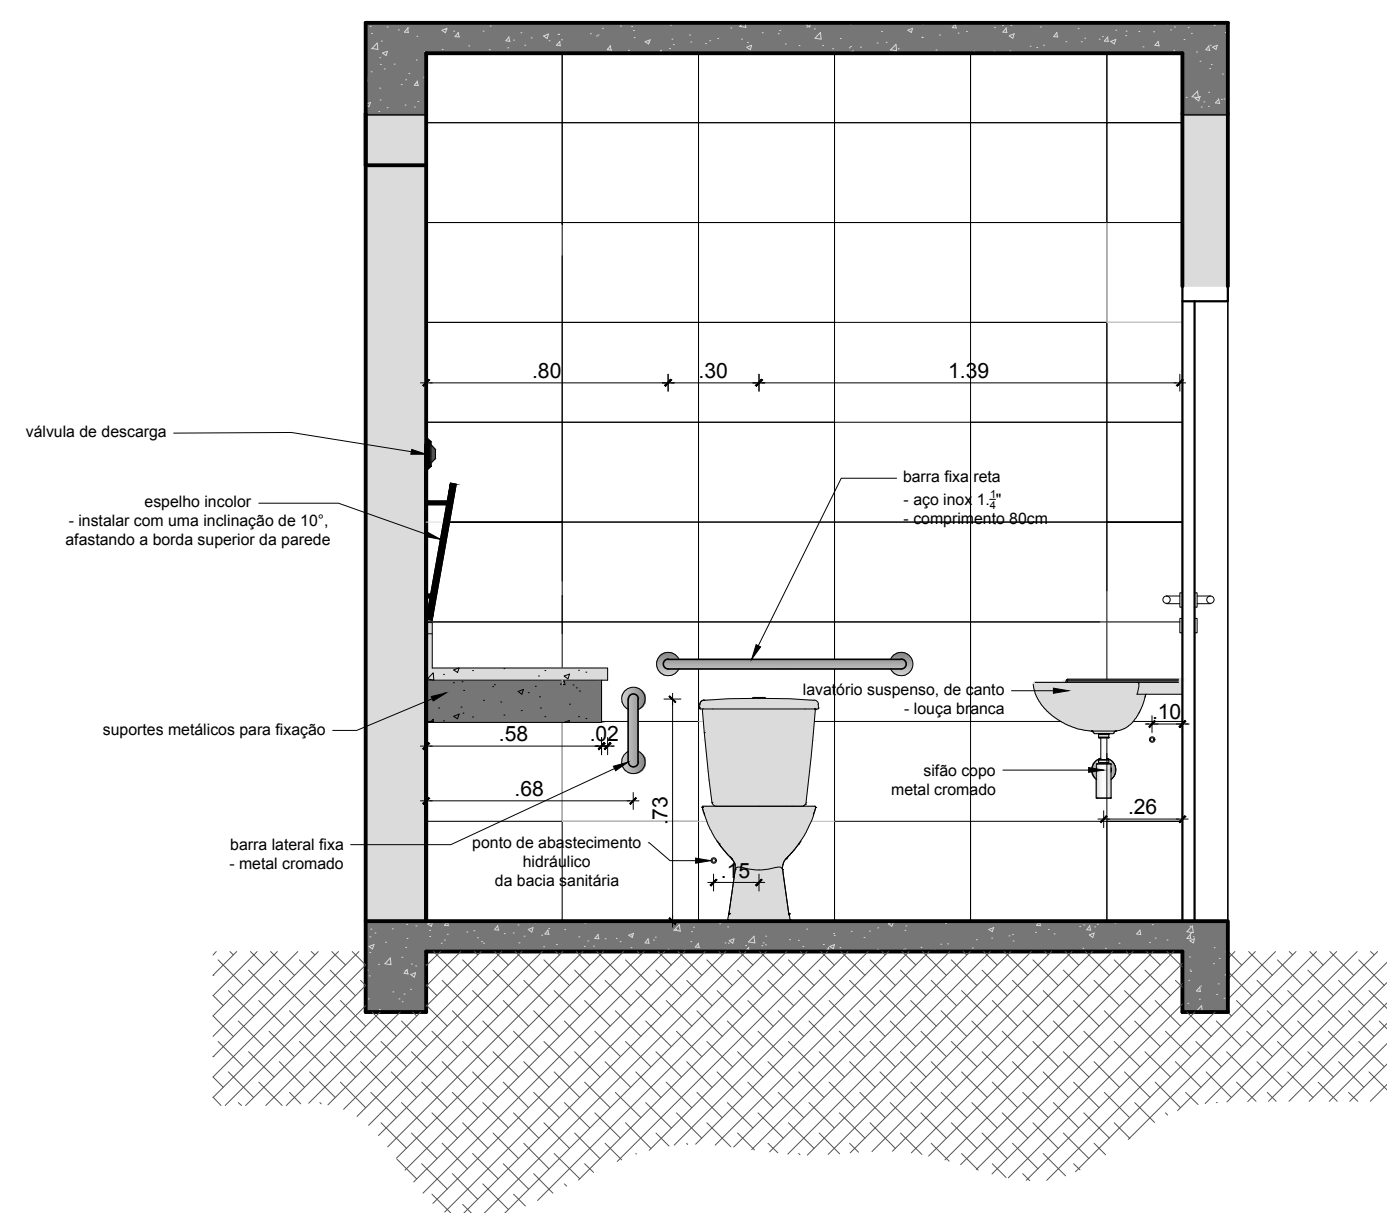 .80
.30
1.39
válvula de descarga
espelho incolor
- instalar com uma inclinação de 10°,
afastando a borda superior da parede
barra fixa reta
- aço inox 1.¼"
- comprimento 80cm
suportes metálicos para fixação
lavatório suspenso, de canto
- louça branca
.10
.58
.02
sifão copo
metal cromado
.68
.73
.26
barra lateral fixa
- metal cromado
ponto de abastecimento
hidráulico
da bacia sanitária
.15